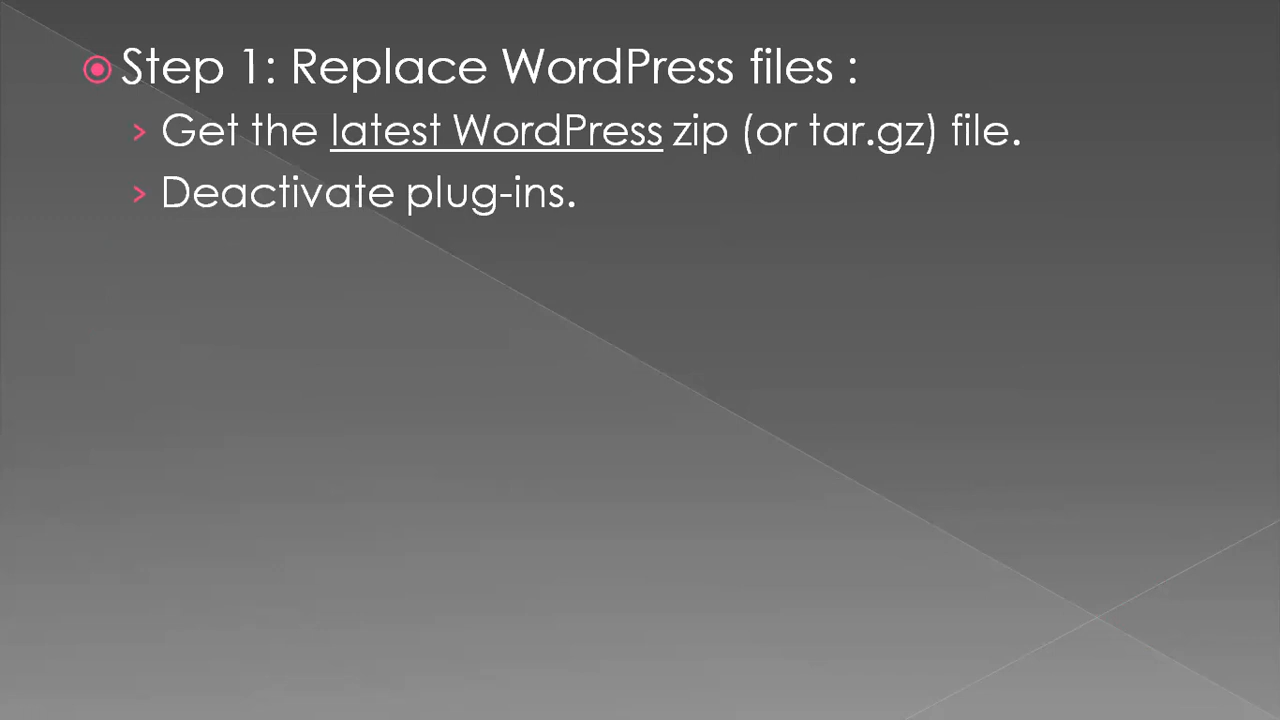 Step 1: Replace WordPress files :
Get the latest WordPress zip (or tar.gz) file.
Deactivate plug-ins.